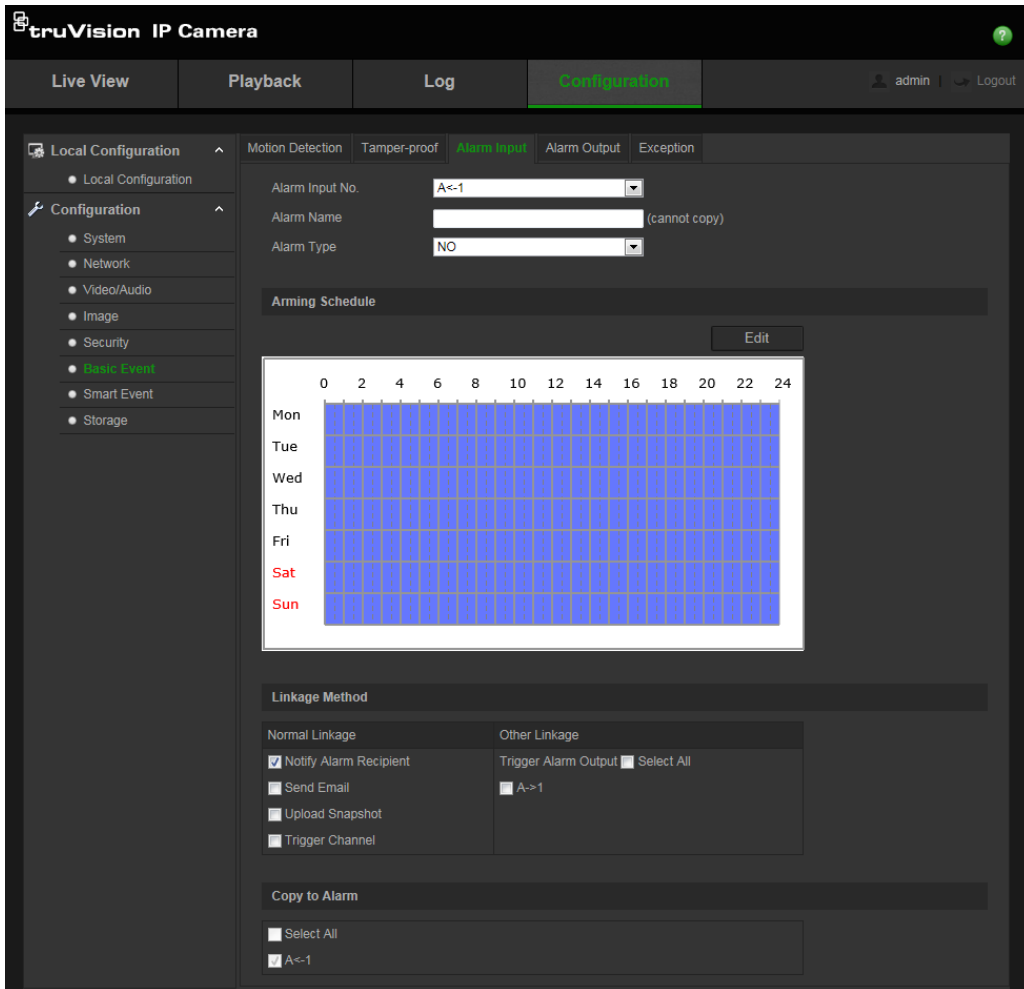 truVision IP Camera
?
Live View Playback Log Configuration admin | Logout
Local Configuration
Local Configuration
Configuration
System
Network
Video/Audio
Image
Security
Basic Event
Smart Event
Storage
Motion Detection Tamper-proof Alarm Input Alarm Output Exception
Alarm Input No. A<-1
Alarm Name (cannot copy)
Alarm Type NO
Arming Schedule
Edit
0 2 4 6 8 10 12 14 16 18 20 22 24
Mon
Tue
Wed
Thu
Fri
Sat
Sun
Linkage Method
Normal Linkage Other Linkage
Notify Alarm Recipient Trigger Alarm Output Select All
Send Email A->1
Upload Snapshot
Trigger Channel
Copy to Alarm
Select All
A<-1